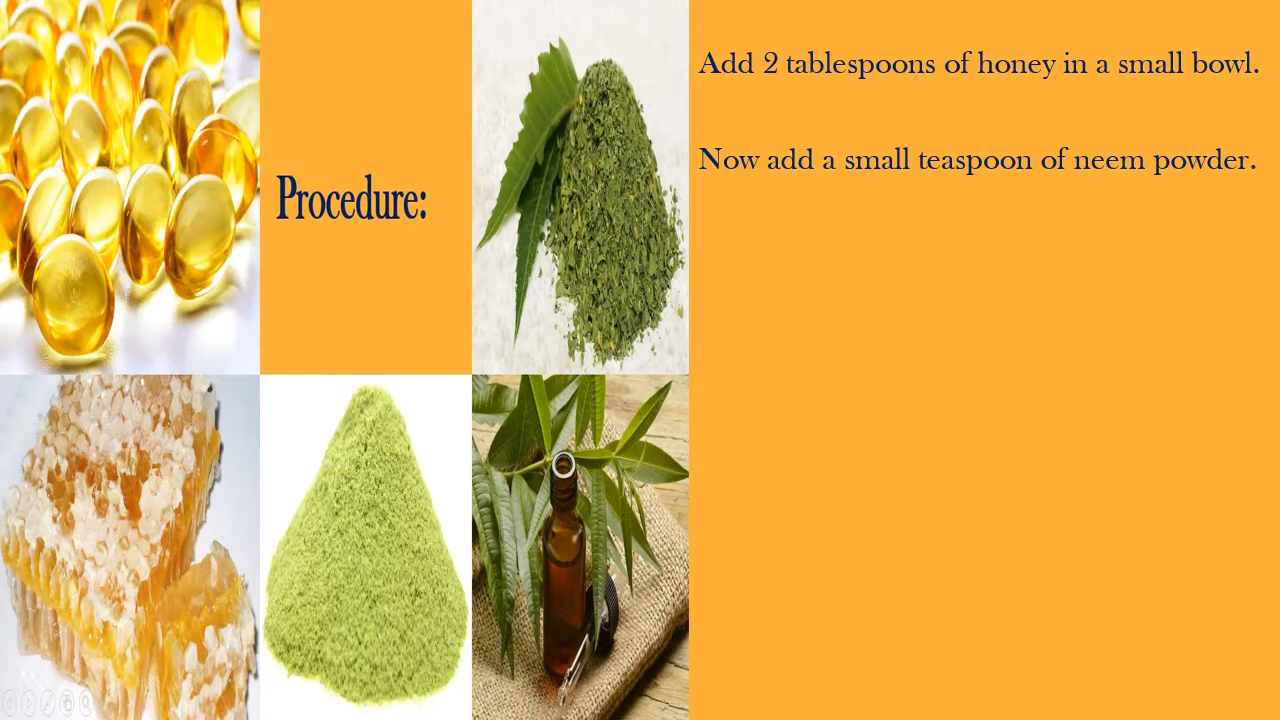 Procedure:
Add 2 tablespoons of honey in a small bowl.
Now add a small teaspoon of neem powder.